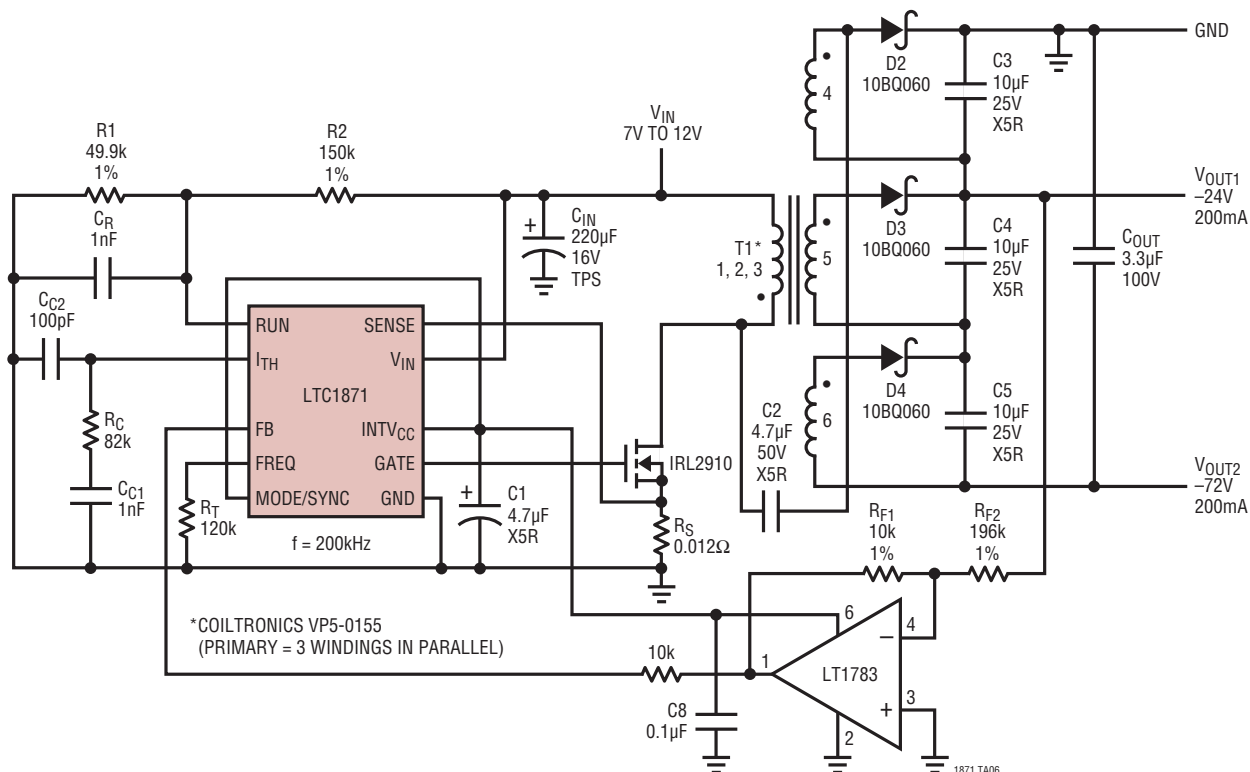 GND
D2
10BQ060
C3
10µF
25V
X5R
4
•
V_IN
7V TO 12V
R1
49.9k
1%
R2
150k
1%
C_R
1nF
+
C_IN
220µF
16V
TPS
T1*
1, 2, 3
•
•
5
D3
10BQ060
V_OUT1
–24V
200mA
C4
10µF
25V
X5R
C_OUT
3.3µF
100V
C_C2
100pF
RUN
SENSE
I_TH
V_IN
LTC1871
FB
INTV_CC
FREQ
GATE
MODE/SYNC
GND
R_C
82k
C_C1
1nF
R_T
120k
f = 200kHz
+
C1
4.7µF
X5R
IRL2910
R_S
0.012Ω
C2
4.7µF
50V
X5R
•
6
D4
10BQ060
C5
10µF
25V
X5R
V_OUT2
–72V
200mA
R_F1
10k
1%
R_F2
196k
1%
*COILTRONICS VP5-0155
(PRIMARY = 3 WINDINGS IN PARALLEL)
10k
C8
0.1µF
1
6
–
4
LT1783
+
3
2
1871 TA06